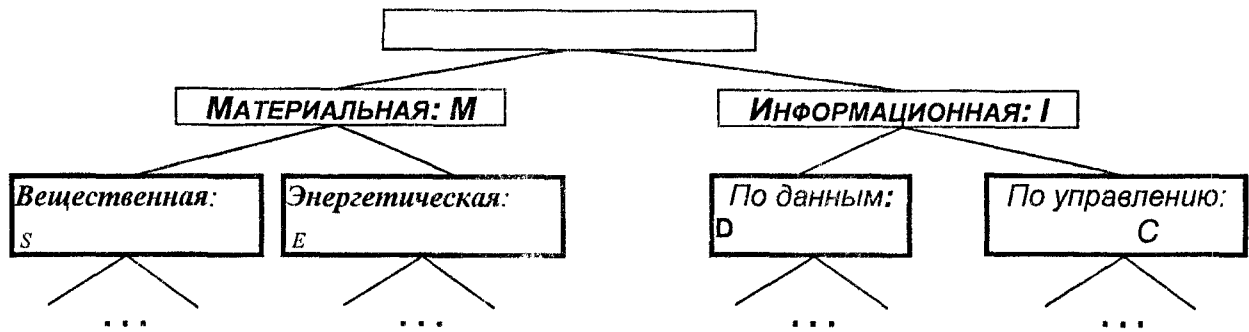 МАТЕРИАЛЬНАЯ: M
ИНФОРМАЦИОННАЯ: I
Вещественная:
S
Энергетическая:
E
По данным:
D
По управлению:
C
...
...
...
...